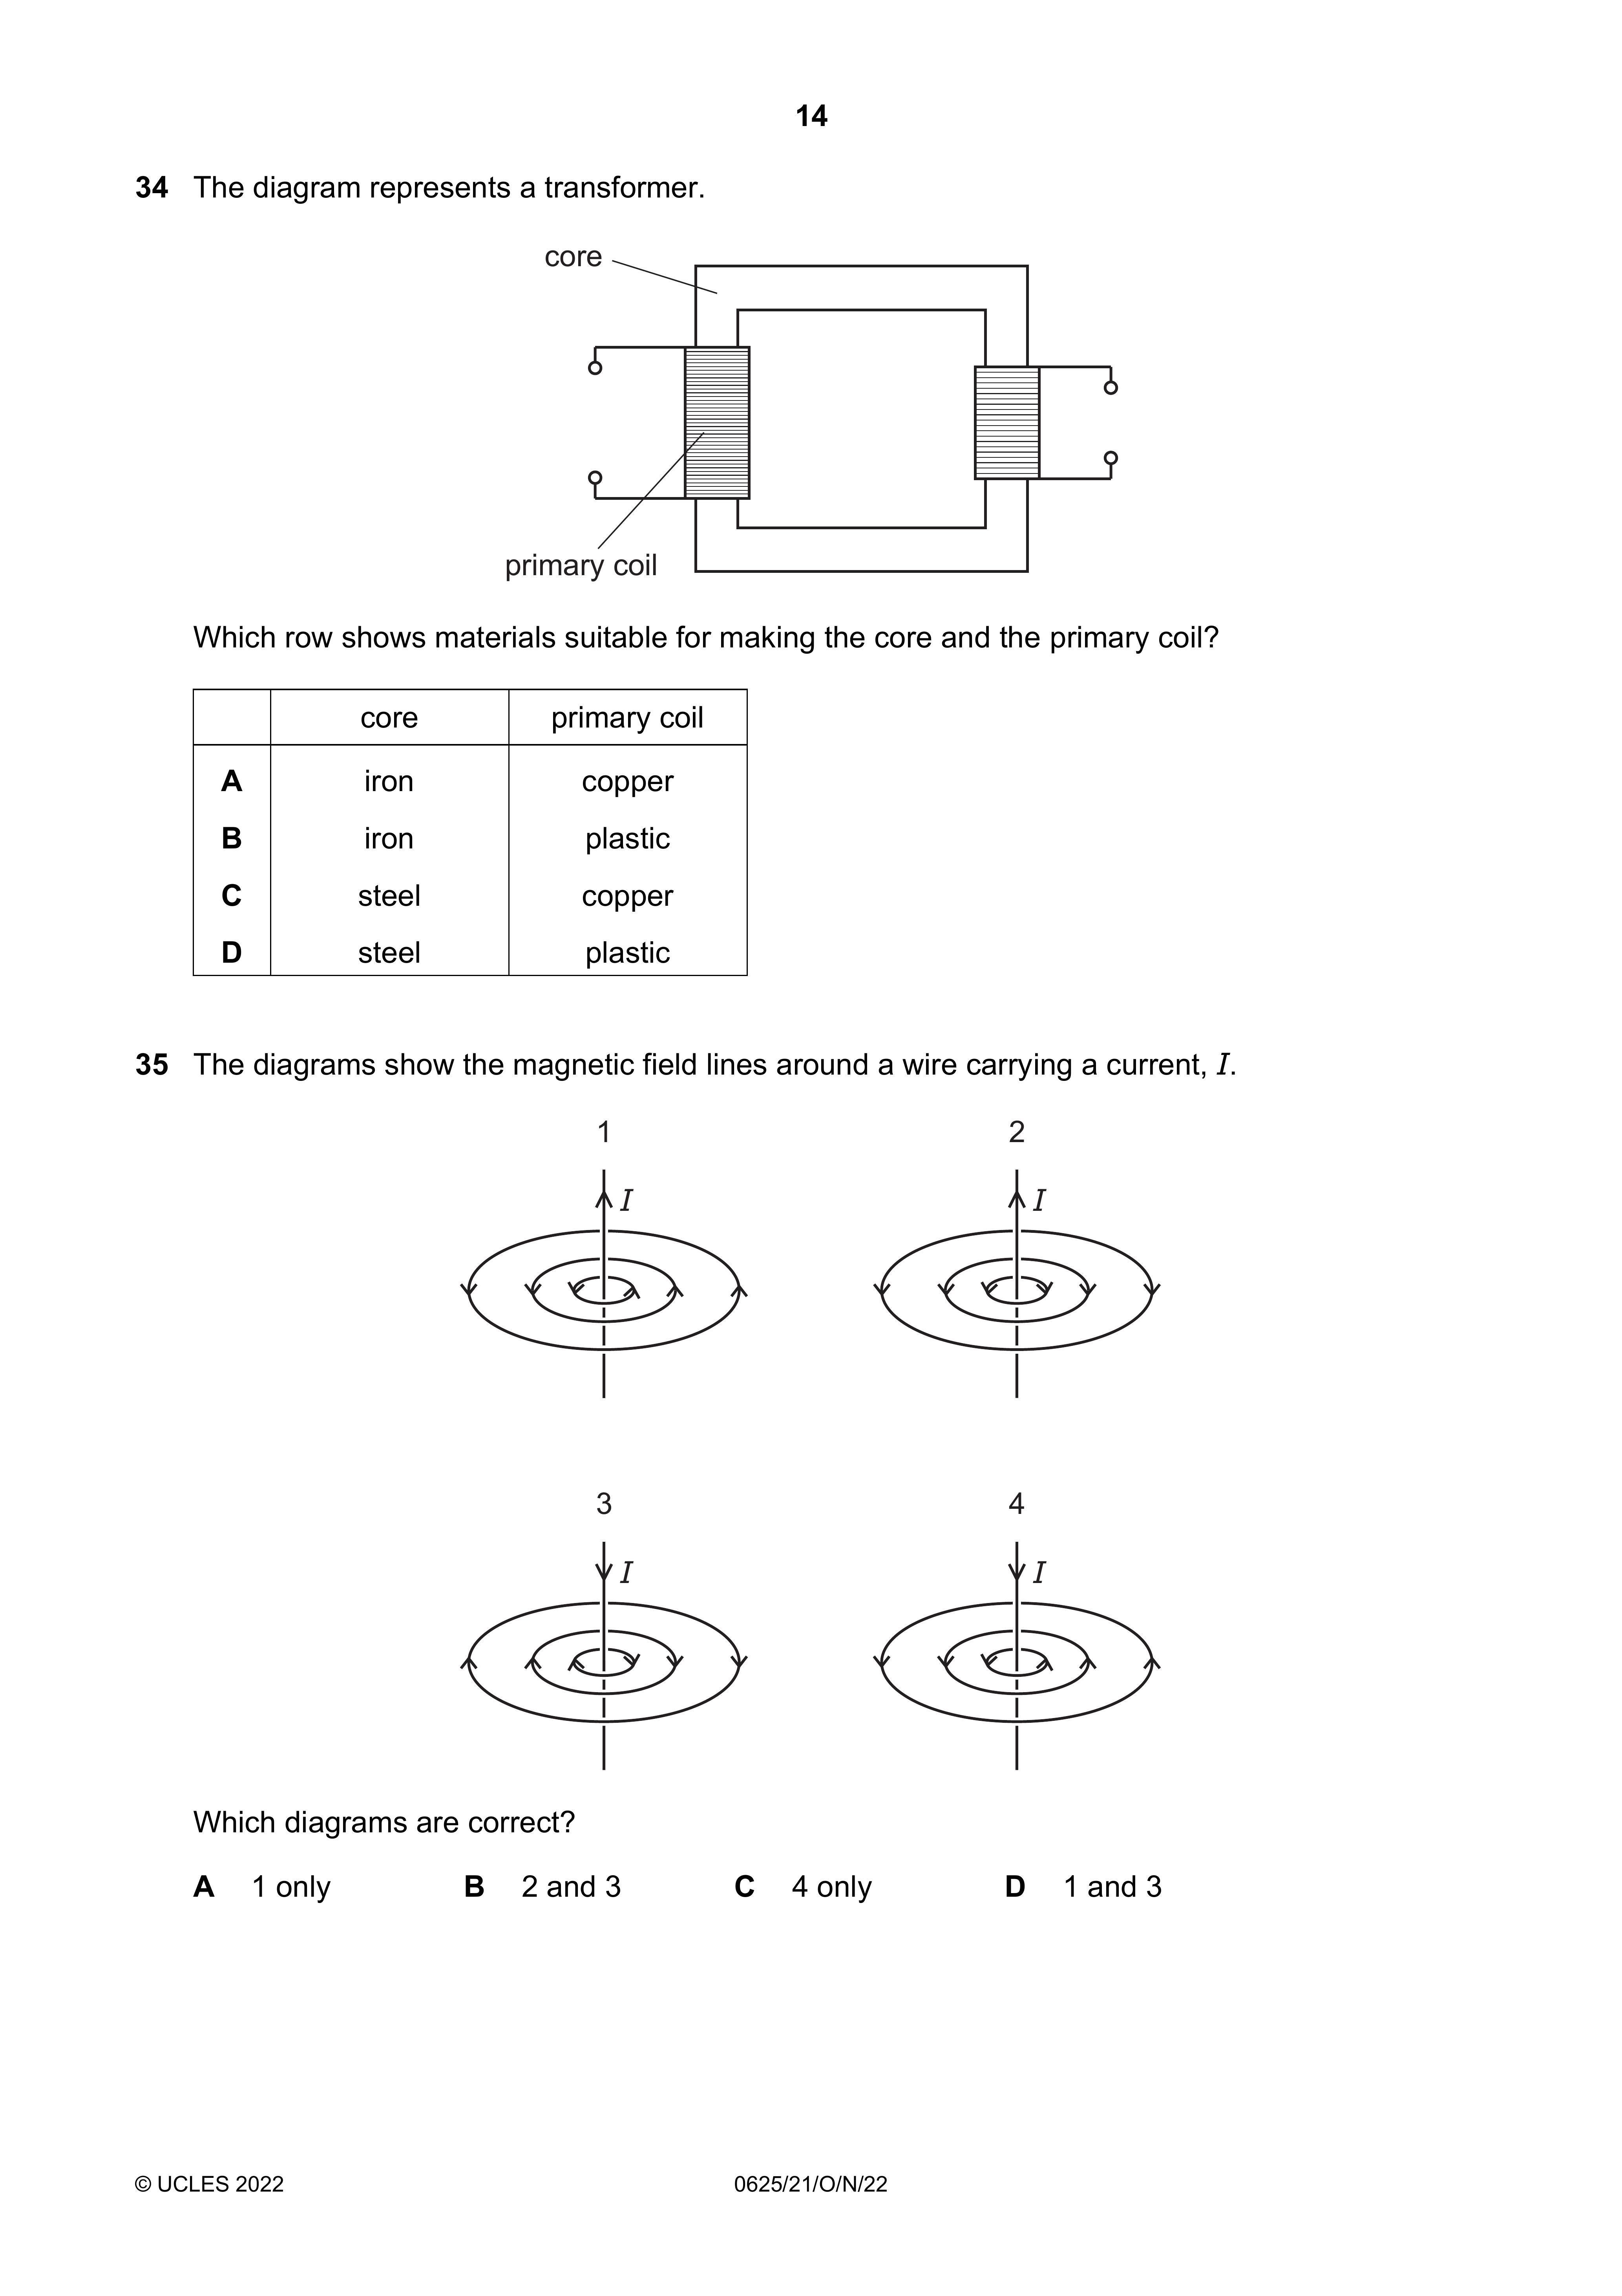 14
34 The diagram represents a transformer.
core
primary coil
Which row shows materials suitable for making the core and the primary coil?
core primary coil
A iron copper
B iron plastic
C steel copper
D steel plastic
35 The diagrams show the magnetic field lines around a wire carrying a current, I.
1 2
I I
3 4
I I
Which diagrams are correct?
A 1 only B 2 and 3 C 4 only D 1 and 3
© UCLES 2022 0625/21/O/N/22